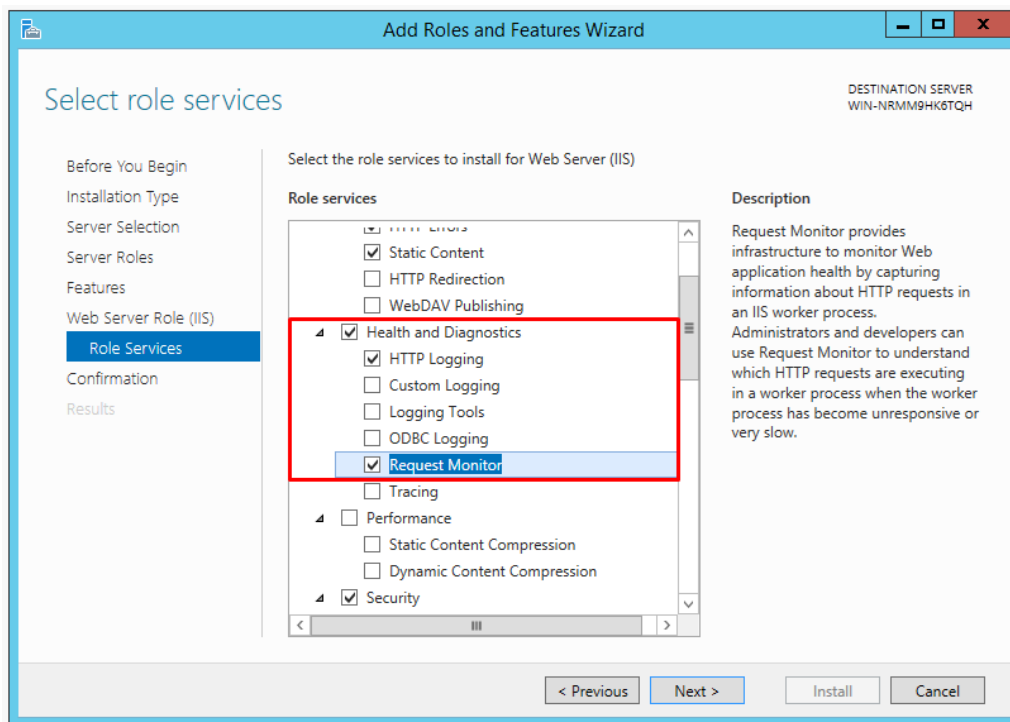 Add Roles and Features Wizard
Select role services
DESTINATION SERVER
WIN-NRMM9HK6TQH
Before You Begin
Installation Type
Server Selection
Server Roles
Features
Web Server Role (IIS)
Role Services
Confirmation
Results
Select the role services to install for Web Server (IIS)
Role services
HTTP Errors
Static Content
HTTP Redirection
WebDAV Publishing
Health and Diagnostics
HTTP Logging
Custom Logging
Logging Tools
ODBC Logging
Request Monitor
Tracing
Performance
Static Content Compression
Dynamic Content Compression
Security
Description
Request Monitor provides
infrastructure to monitor Web
application health by capturing
information about HTTP requests in
an IIS worker process.
Administrators and developers can
use Request Monitor to understand
which HTTP requests are executing
in a worker process when the worker
process has become unresponsive or
very slow.
< Previous
Next >
Install
Cancel